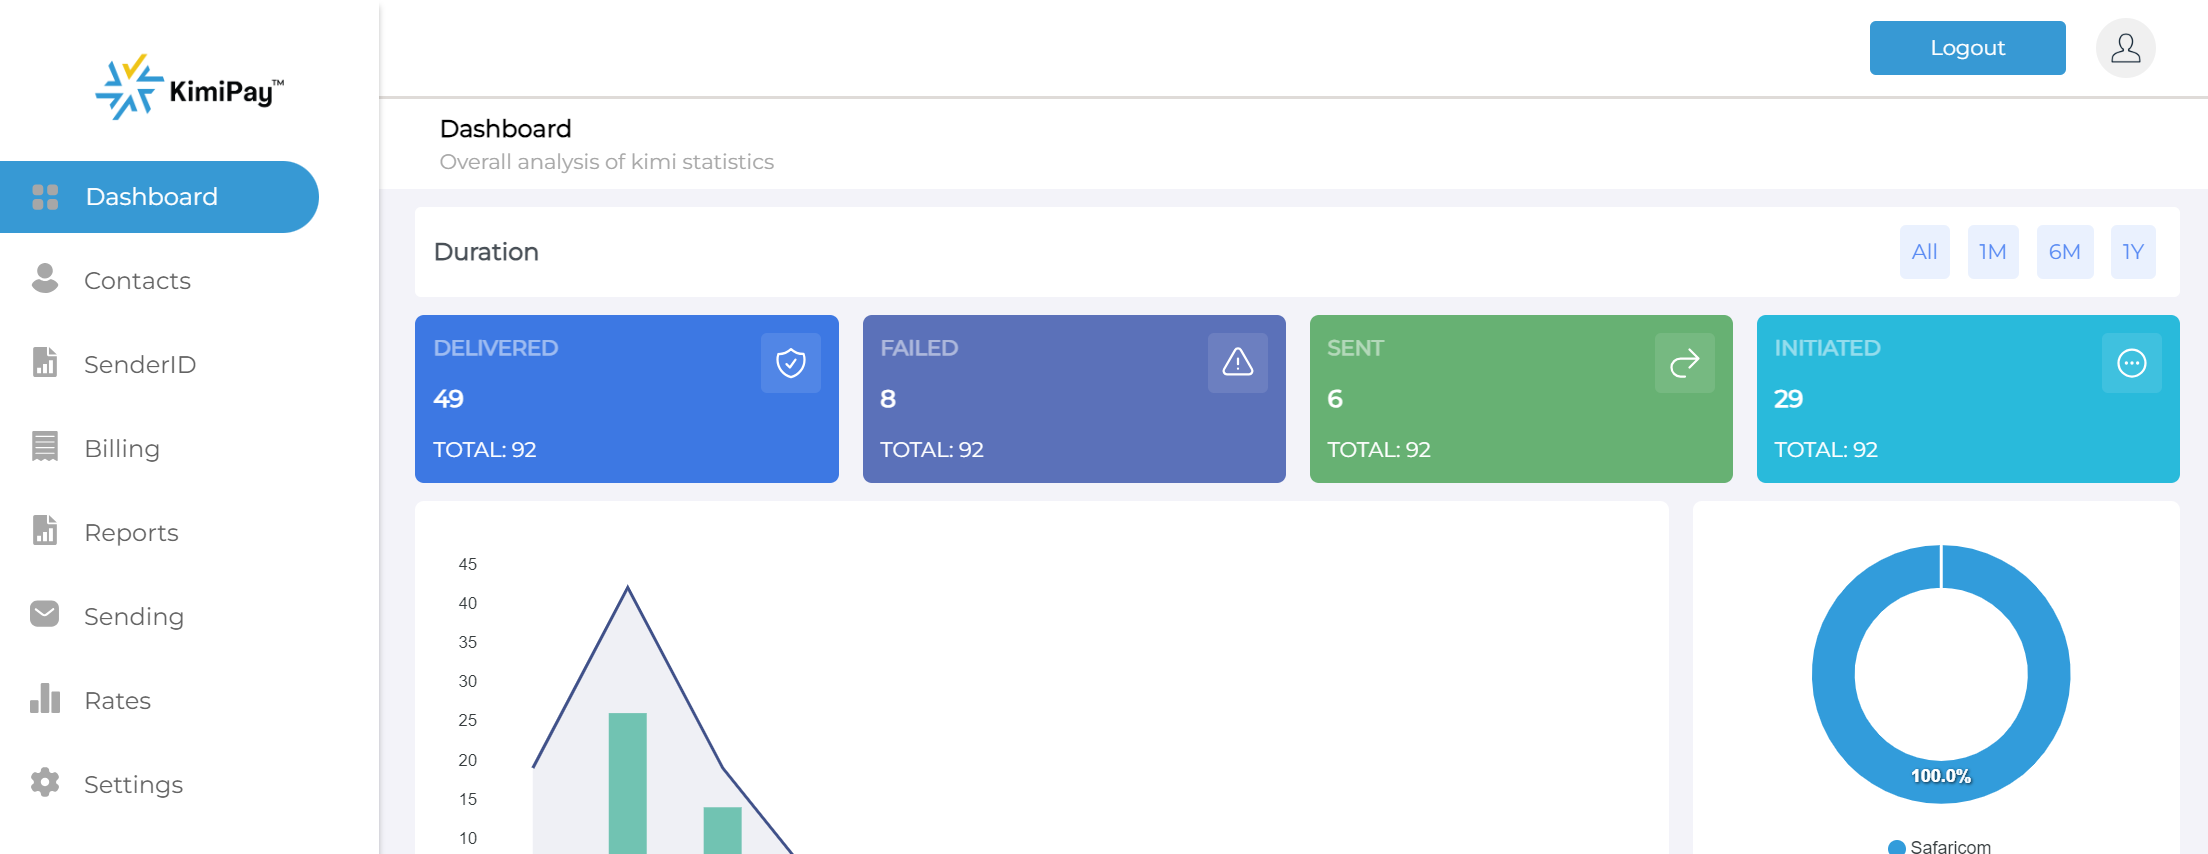 KimiPay™
Dashboard
Contacts
SenderID
Billing
Reports
Sending
Rates
Settings
Logout
Dashboard
Overall analysis of kimi statistics
Duration
All 1M 6M 1Y
DELIVERED
49
TOTAL: 92
FAILED
8
TOTAL: 92
SENT
6
TOTAL: 92
INITIATED
29
TOTAL: 92
45
40
35
30
25
20
15
10
100.0%
Safaricom